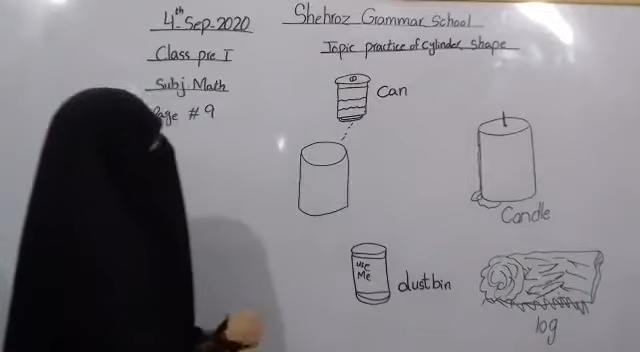 4th Sep-2020
Shehroz Grammar School
Class pre I
Topic practice of cylinder shape
Subj Math
Page # 9
Can
Candle
Use
Me
dustbin
log